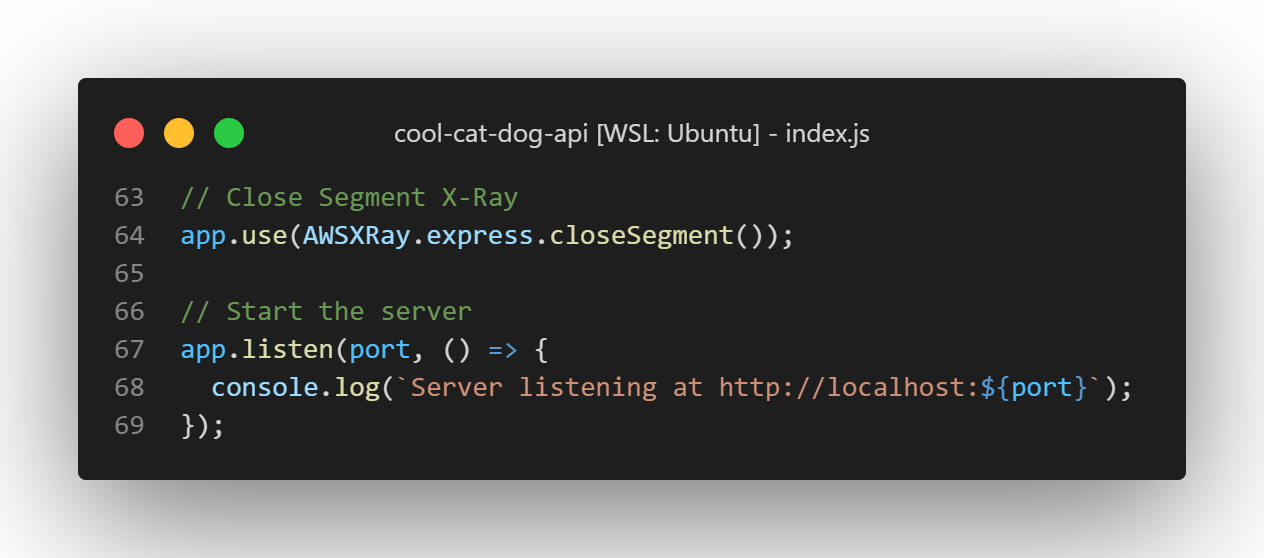 cool-cat-dog-api [WSL: Ubuntu] - index.js
63 // Close Segment X-Ray
64 app.use(AWSXRay.express.closeSegment());
65
66 // Start the server
67 app.listen(port, () => {
68   console.log(`Server listening at http://localhost:${port}`);
69 });